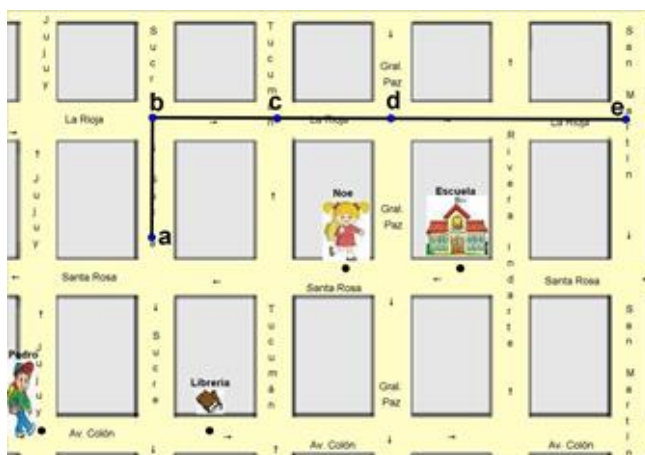 Jujuy
Sucr
Tucumán
Gral.
Paz
San Martín
b
c
d
e
La Rioja
La Rioja
La Rioja
Jujuy
Rivera Indarte
Noe
Escuela
Gral.
Paz
a
Santa Rosa
Santa Rosa
Santa Rosa
Sucre
Tucumán
San Martín
Pedro
Jujuy
Librería
Gral.
Paz
Av. Colón
Av. Colón
Av. Colón